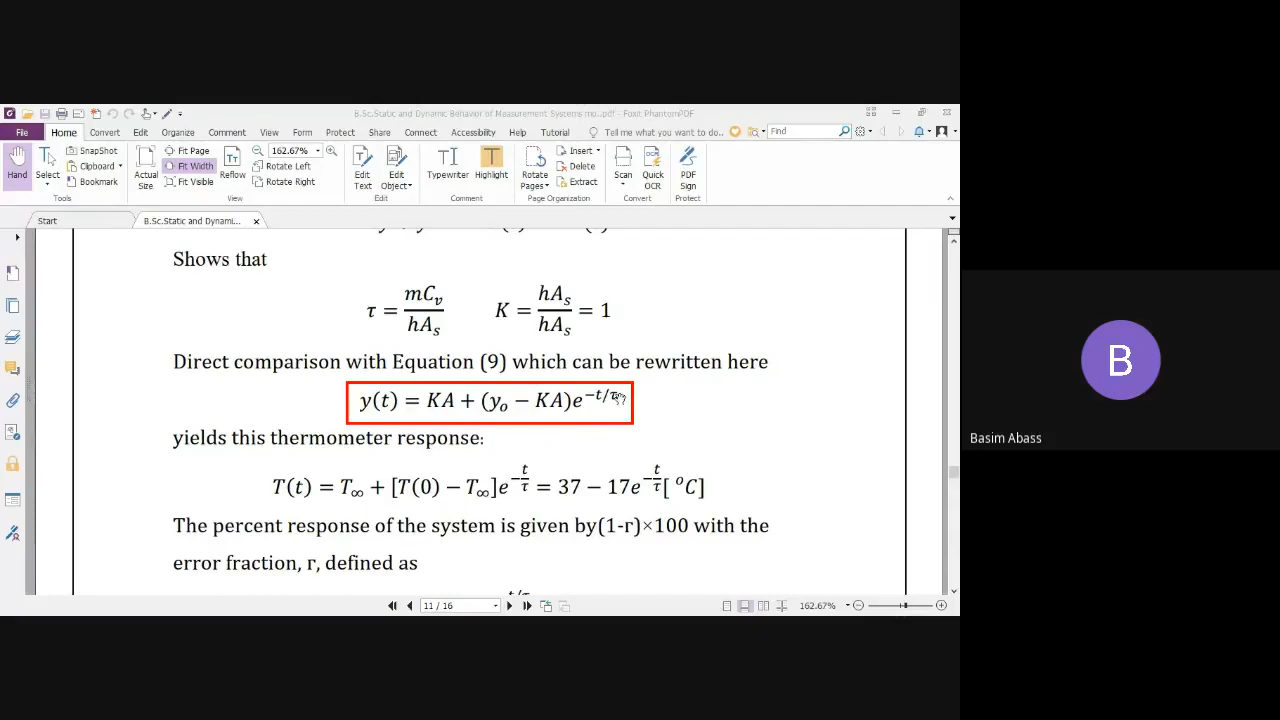 B.Sc.Static and Dynamic Behavior of Measurement Systems mo..pdf - Foxit PhantomPDF
File Home Convert Edit Organize Comment View Form Protect Share Connect Accessibility Help Tutorial Tell me what you want to do.. Find
Hand
Select
SnapShot
Clipboard
Bookmark
Tools
Actual Size
Fit Page
Fit Width
Fit Visible
Reflow
162.67%
Rotate Left
Rotate Right
View
Edit Text
Edit Object
Edit
Typewriter
Highlight
Comment
Rotate Pages
Insert
Delete
Extract
Page Organization
Scan
Quick OCR
Convert
PDF Sign
Protect
Start
B.Sc.Static and Dynami...
Shows that
τ = mC_v / hA_s K = hA_s / hA_s = 1
Direct comparison with Equation (9) which can be rewritten here
y(t) = KA + (y_o − KA)e^{−t/τ}
yields this thermometer response:
T(t) = T_∞ + [T(0) − T_∞]e^{−t/τ} = 37 − 17e^{−t/τ}[ °C]
The percent response of the system is given by(1-r)×100 with the
error fraction, r, defined as
11 / 16
162.67%
B
Basim Abass